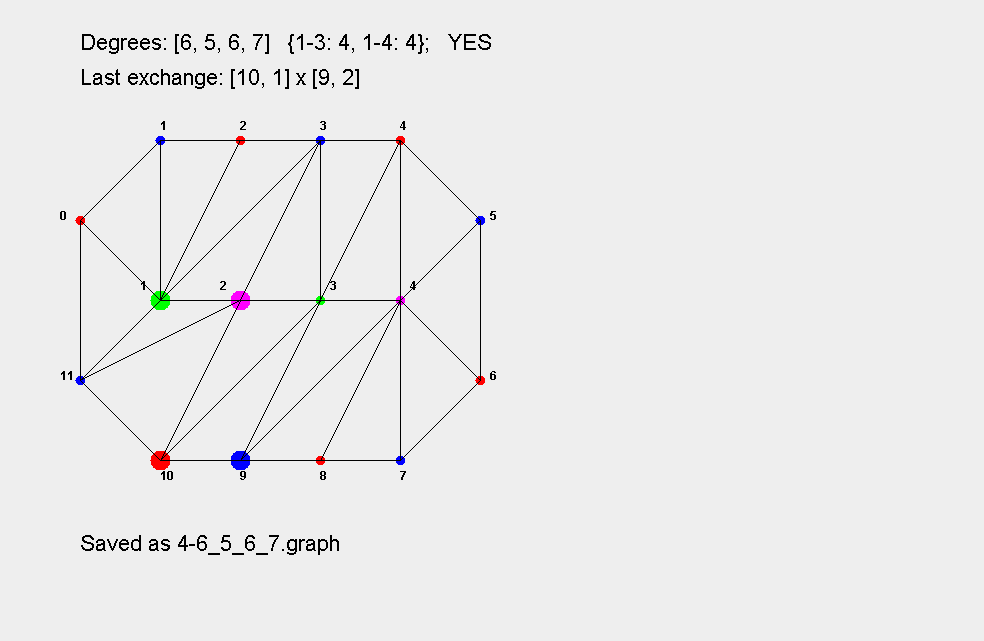 Degrees: [6, 5, 6, 7]   {1-3: 4, 1-4: 4};   YES
Last exchange: [10, 1] x [9, 2]
1 2 3 4
0 5
1 2 3 4
11 6
10 9 8 7
Saved as 4-6_5_6_7.graph